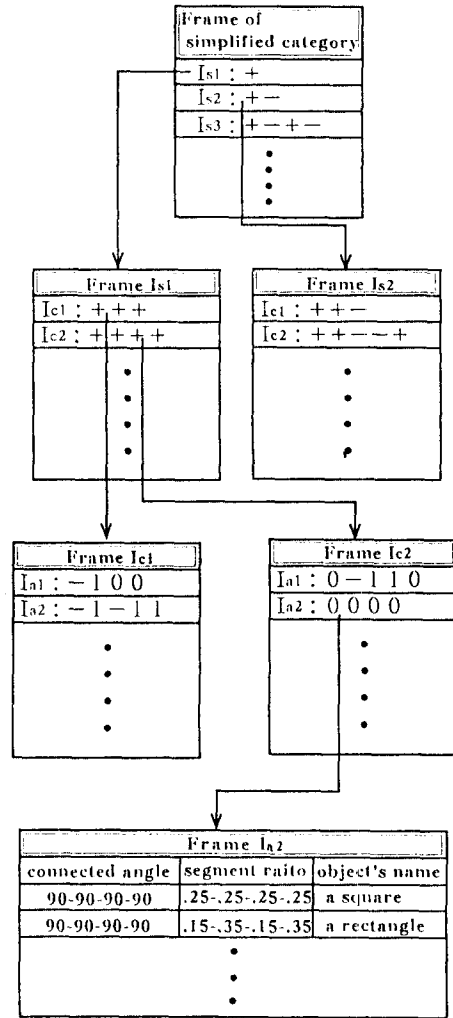 Frame of
simplified category
Is1 : +
Is2 : + −
Is3 : + − + −
Frame Is1
Ic1 : + + +
Ic2 : + + + +
Frame Is2
Ic1 : + + −
Ic2 : + + − − +
Frame Ic1
Ia1 : − 1 0 0
Ia2 : − 1 − 1 1
Frame Ic2
Ia1 : 0 − 1 1 0
Ia2 : 0 0 0 0
Frame Ia2
connected angle segment raito object's name
90-90-90-90 .25-.25-.25-.25 a square
90-90-90-90 .15-.35-.15-.35 a rectangle